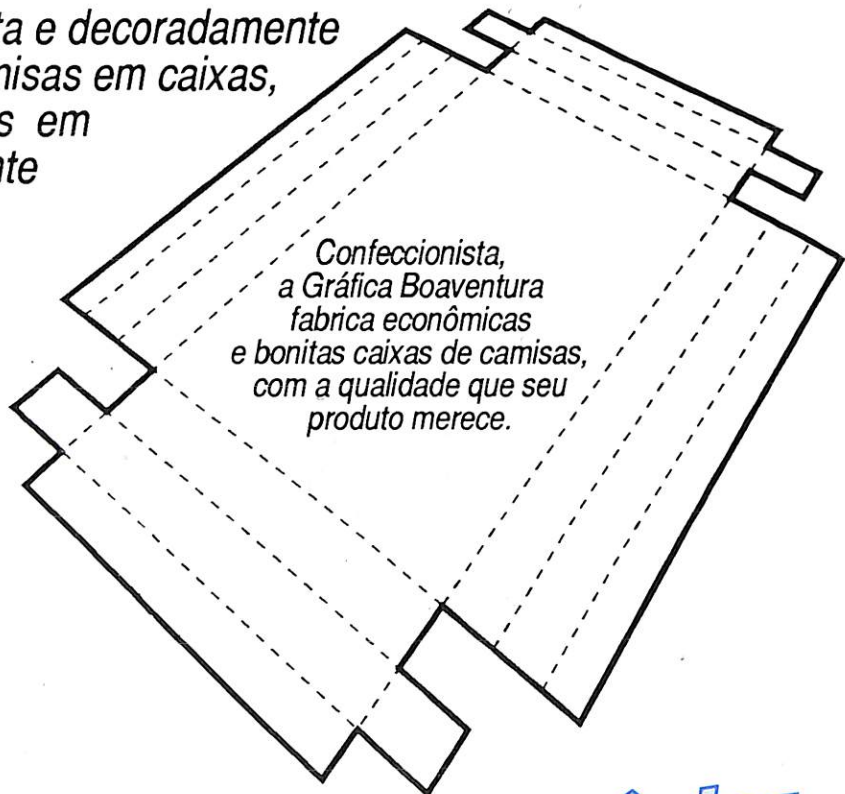 ta e decoradamente
misas em caixas,
s em
nte
Confeccionista,
a Gráfica Boaventura
fabrica econômicas
e bonitas caixas de camisas,
com a qualidade que seu
produto merece.